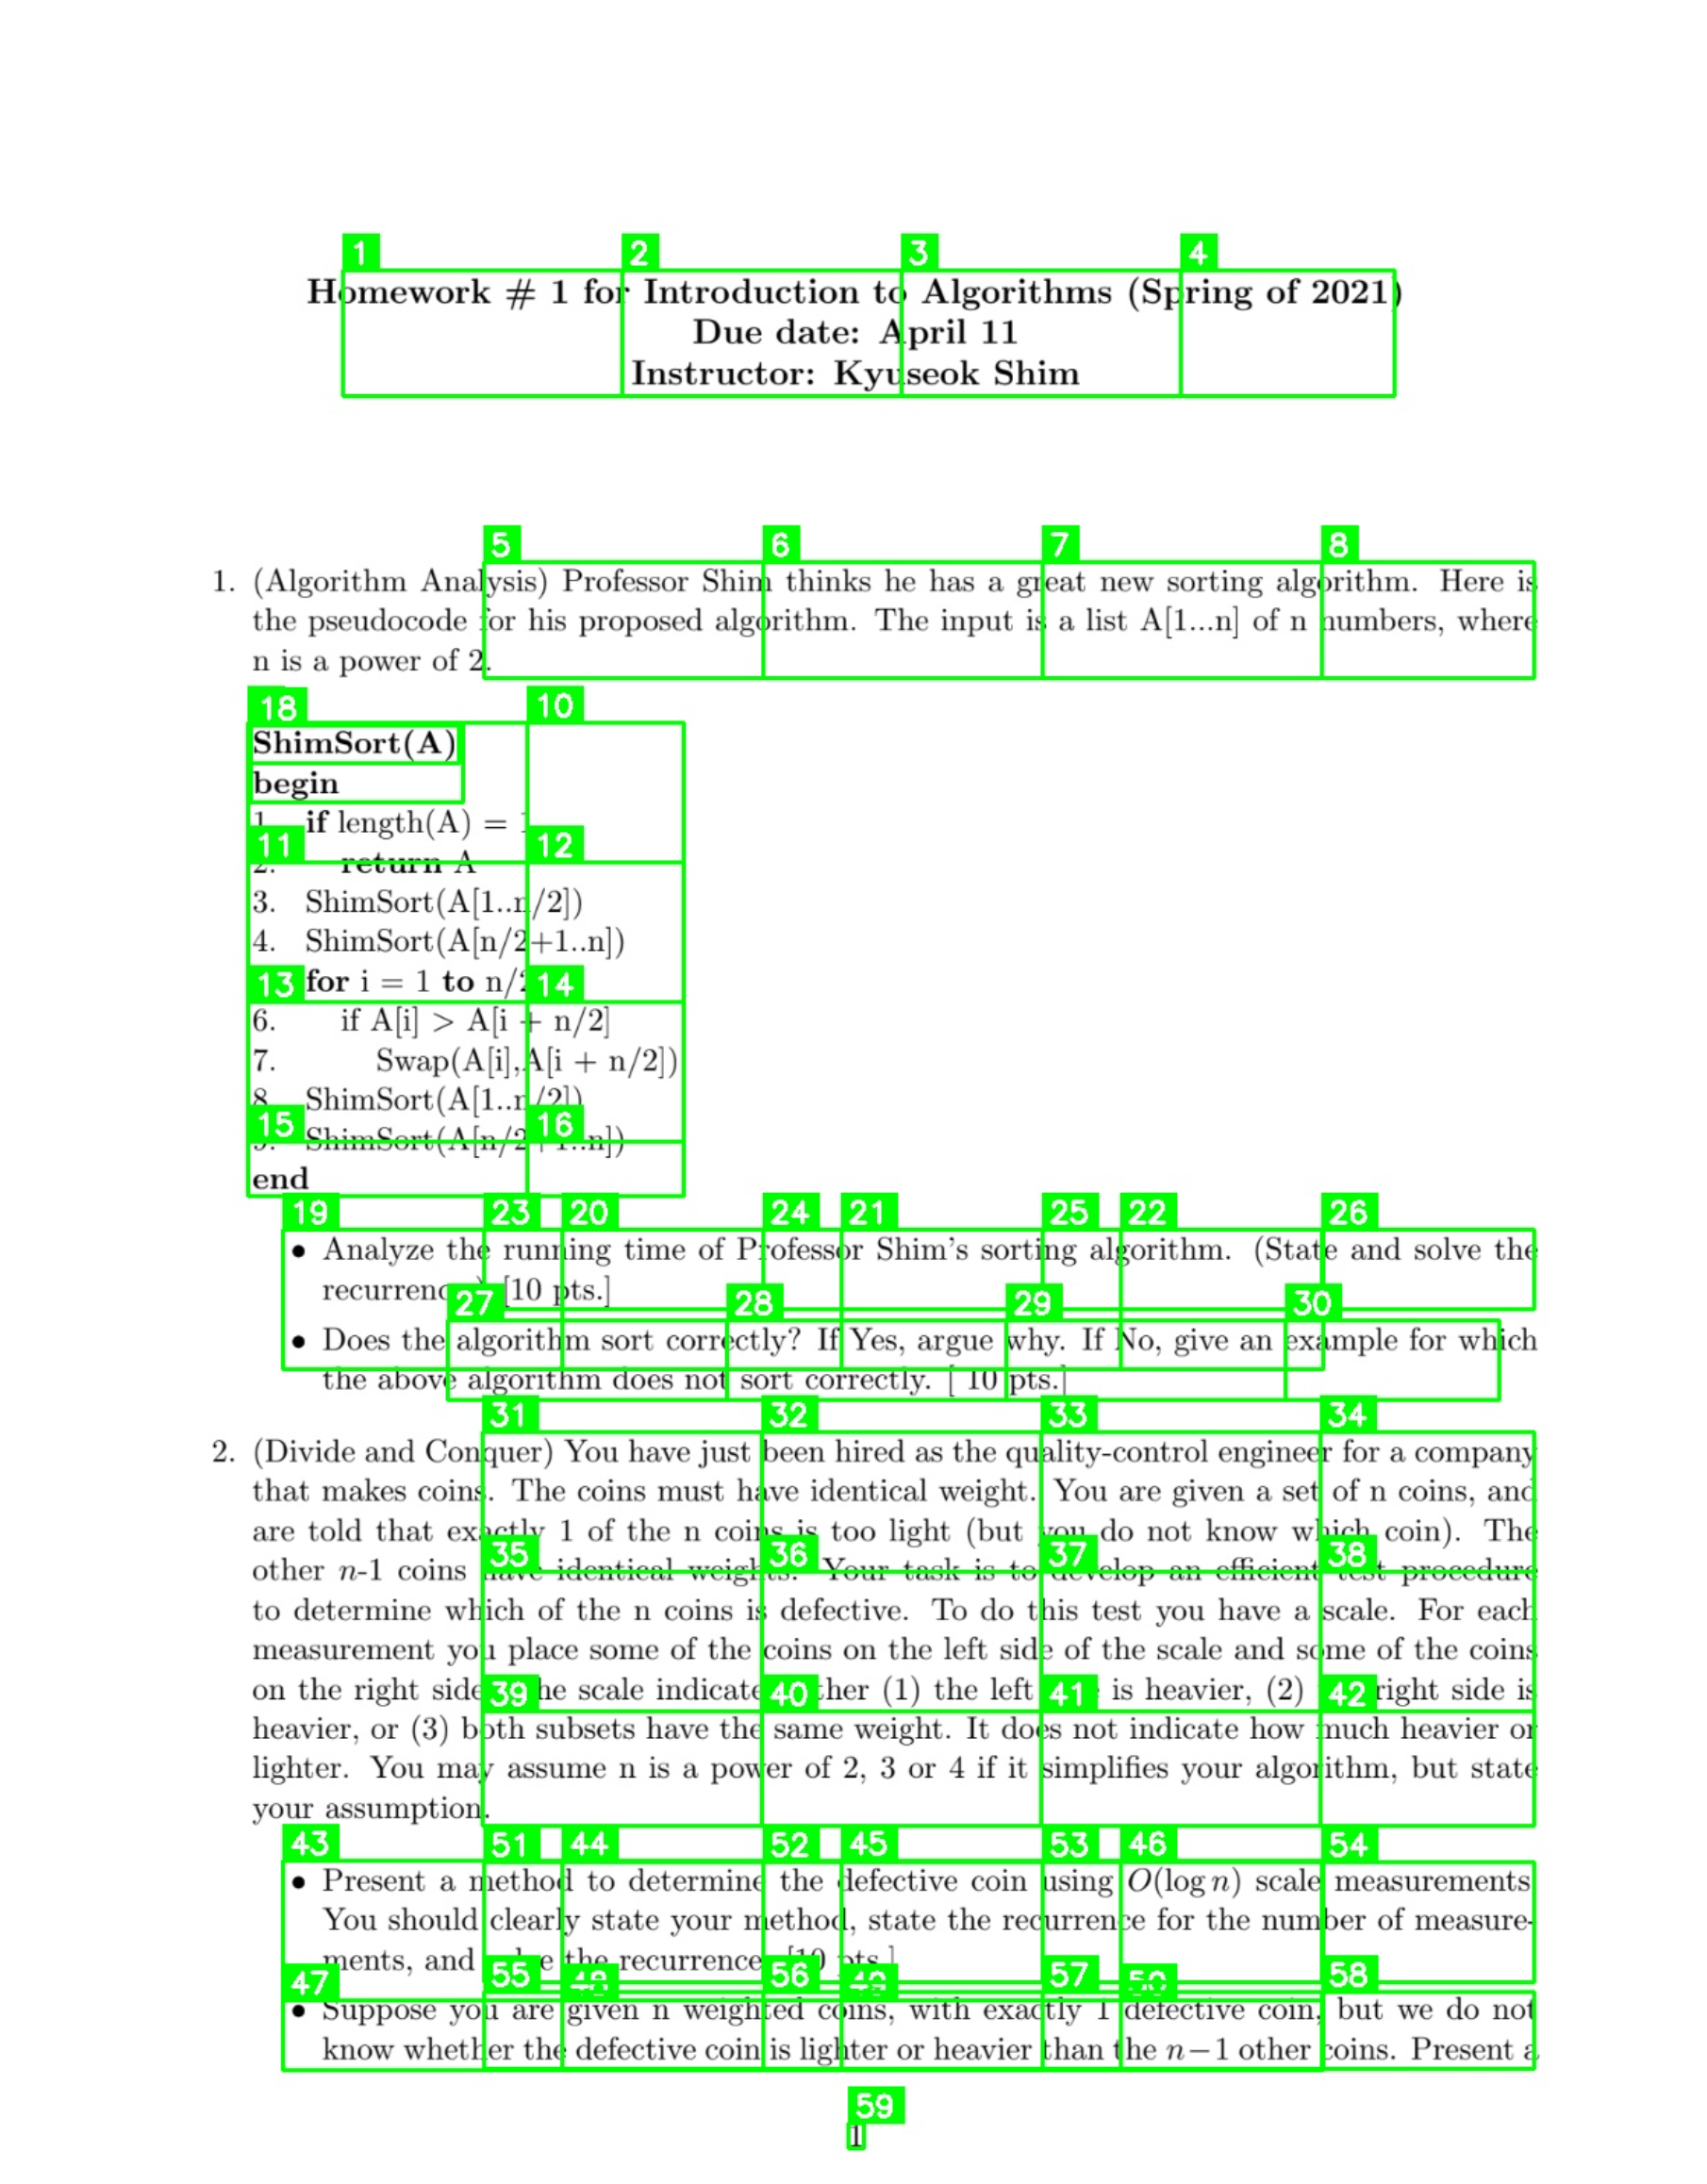 Homework # 1 for Introduction to Algorithms (Spring of 2021)
Due date: April 11
Instructor: Kyuseok Shim
1. (Algorithm Analysis) Professor Shim thinks he has a great new sorting algorithm. Here is
the pseudocode for his proposed algorithm. The input is a list A[1...n] of n numbers, where
n is a power of 2.
ShimSort(A)
begin
1. if length(A) = 1
2. return A
3. ShimSort(A[1..n/2])
4. ShimSort(A[n/2+1..n])
for i = 1 to n/2
6. if A[i] > A[i + n/2]
7. Swap(A[i],A[i + n/2])
8. ShimSort(A[1..n/2])
9. ShimSort(A[n/2+1..n])
end
• Analyze the running time of Professor Shim's sorting algorithm. (State and solve the
recurrence) [10 pts.]
• Does the algorithm sort correctly? If Yes, argue why. If No, give an example for which
the above algorithm does not sort correctly. [ 10 pts.]
2. (Divide and Conquer) You have just been hired as the quality-control engineer for a company
that makes coins. The coins must have identical weight. You are given a set of n coins, and
are told that exactly 1 of the n coins is too light (but you do not know which coin). The
other n-1 coins have identical weights. Your task is to develop an efficient test procedure
to determine which of the n coins is defective. To do this test you have a scale. For each
measurement you place some of the coins on the left side of the scale and some of the coins
on the right side he scale indicate ther (1) the left is heavier, (2) right side is
heavier, or (3) both subsets have the same weight. It does not indicate how much heavier or
lighter. You may assume n is a power of 2, 3 or 4 if it simplifies your algorithm, but state
your assumption.
• Present a method to determine the defective coin using O(log n) scale measurements
You should clearly state your method, state the recurrence for the number of measure-
ments, and the recurrence [10 pts.]
• Suppose you are given n weighted coins, with exactly 1 defective coin, but we do not
know whether the defective coin is lighter or heavier than the n−1 other coins. Present a
1
1 2 3 4
5 6 7 8
18 10
11 12
13 14
15 16
19 23 20 24 21 25 22 26
27 28 29 30
31 32 33 34
35 36 37 38
39 40 41 42
43 51 44 52 45 53 46 54
47 55 48 56 49 57 50 58
59